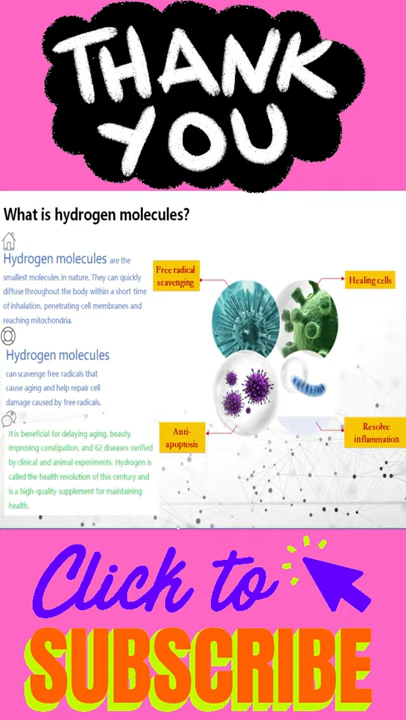 THANK
YOU
What is hydrogen molecules?
Hydrogen molecules are the
smallest molecules in nature. They can quickly
diffuse throughout the body within a short time
of inhalation, penetrating cell membranes and
reaching mitochondria.
Hydrogen molecules
can scavenge free radicals that
cause aging and help repair cell
damage caused by free radicals.
It is beneficial for delaying aging, beauty,
improving constipation, and 62 diseases verified
by clinical and animal experiments. Hydrogen is
called the health revolution of this century and
is a high-quality supplement for maintaining
health.
Free radical
scavenging
Healing cells
Anti-
apoptosis
Resolve
inflammation
Click to
SUBSCRIBE